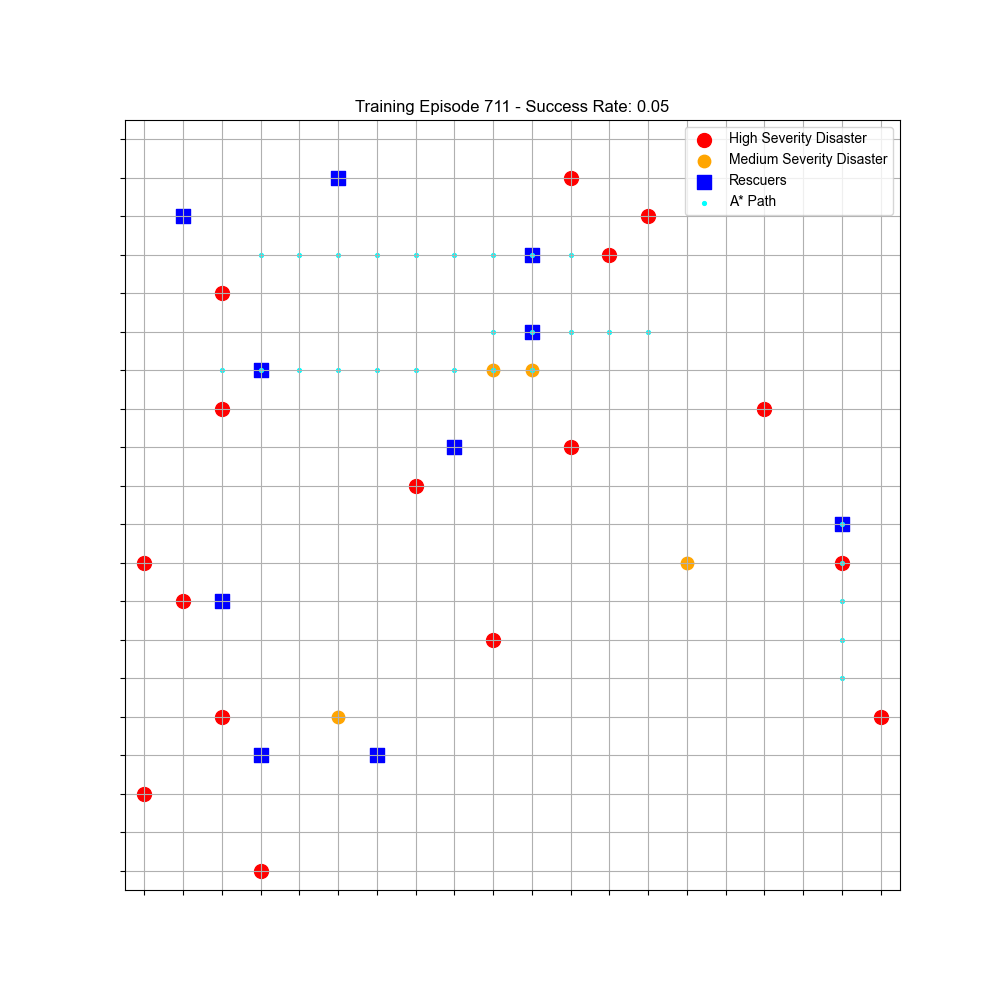 Training Episode 711 - Success Rate: 0.05
High Severity Disaster
Medium Severity Disaster
Rescuers
A* Path